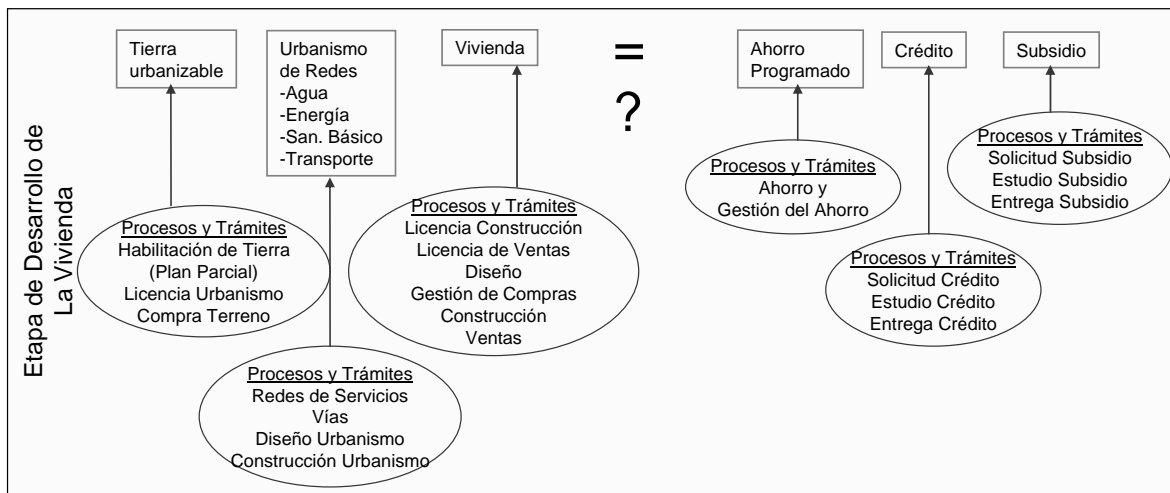 Etapa de Desarrollo de
La Vivienda
Tierra
urbanizable
Urbanismo
de Redes
-Agua
-Energía
-San. Básico
-Transporte
Vivienda
=
?
Ahorro
Programado
Crédito
Subsidio
Procesos y Trámites
Habilitación de Tierra
(Plan Parcial)
Licencia Urbanismo
Compra Terreno
Procesos y Trámites
Redes de Servicios
Vías
Diseño Urbanismo
Construcción Urbanismo
Procesos y Trámites
Licencia Construcción
Licencia de Ventas
Diseño
Gestión de Compras
Construcción
Ventas
Procesos y Trámites
Ahorro y
Gestión del Ahorro
Procesos y Trámites
Solicitud Crédito
Estudio Crédito
Entrega Crédito
Procesos y Trámites
Solicitud Subsidio
Estudio Subsidio
Entrega Subsidio